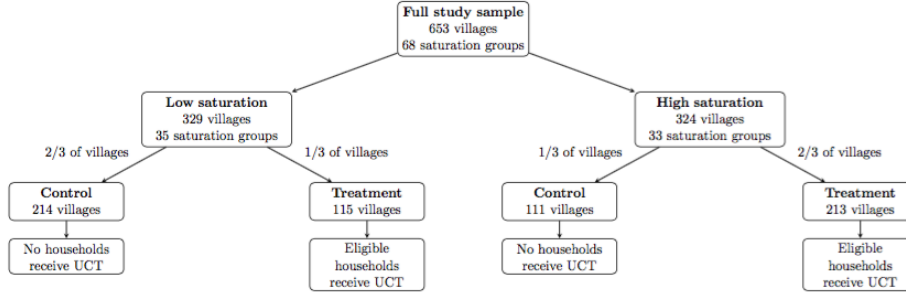 Full study sample
653 villages
68 saturation groups
Low saturation
329 villages
35 saturation groups
High saturation
324 villages
33 saturation groups
2/3 of villages
1/3 of villages
1/3 of villages
2/3 of villages
Control
214 villages
Treatment
115 villages
Control
111 villages
Treatment
213 villages
No households
receive UCT
Eligible
households
receive UCT
No households
receive UCT
Eligible
households
receive UCT